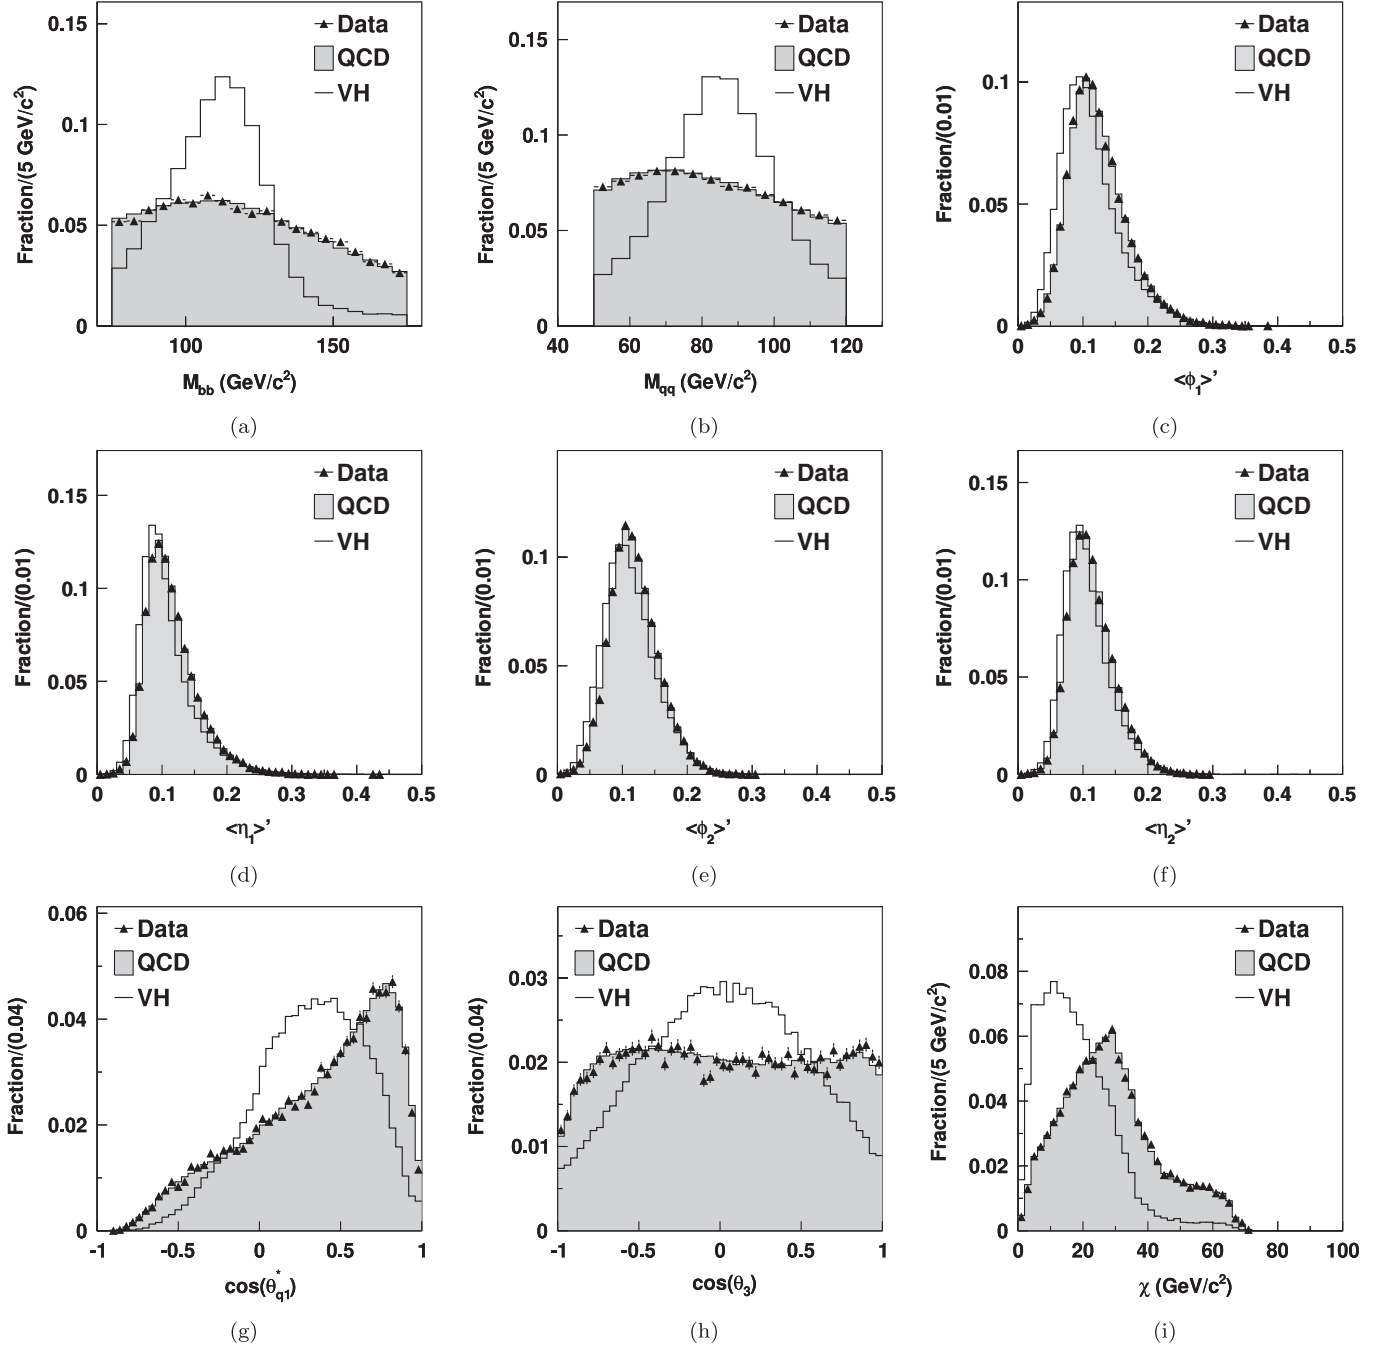 Data
QCD
VH
Fraction/(5 GeV/c²)
0.15
0.1
0.05
0
100 150
M_bb (GeV/c²)
(a)
Data
QCD
VH
Fraction/(5 GeV/c²)
0.15
0.1
0.05
0
40 60 80 100 120
M_qq (GeV/c²)
(b)
Data
QCD
VH
Fraction/(0.01)
0.1
0.05
0
0 0.1 0.2 0.3 0.4 0.5
<ϕ₁>’
(c)
Data
QCD
VH
Fraction/(0.01)
0.15
0.1
0.05
0
0 0.1 0.2 0.3 0.4 0.5
<η₁>’
(d)
Data
QCD
VH
Fraction/(0.01)
0.1
0.05
0
0 0.1 0.2 0.3 0.4 0.5
<ϕ₂>’
(e)
Data
QCD
VH
Fraction/(0.01)
0.15
0.1
0.05
0
0 0.1 0.2 0.3 0.4 0.5
<η₂>’
(f)
Data
QCD
VH
Fraction/(0.04)
0.06
0.04
0.02
0
-1 -0.5 0 0.5 1
cos(θ*_q1)
(g)
Data
QCD
VH
Fraction/(0.04)
0.03
0.02
0.01
0
-1 -0.5 0 0.5 1
cos(θ₃)
(h)
Data
QCD
VH
Fraction/(5 GeV/c²)
0.08
0.06
0.04
0.02
0
0 20 40 60 80 100
χ (GeV/c²)
(i)